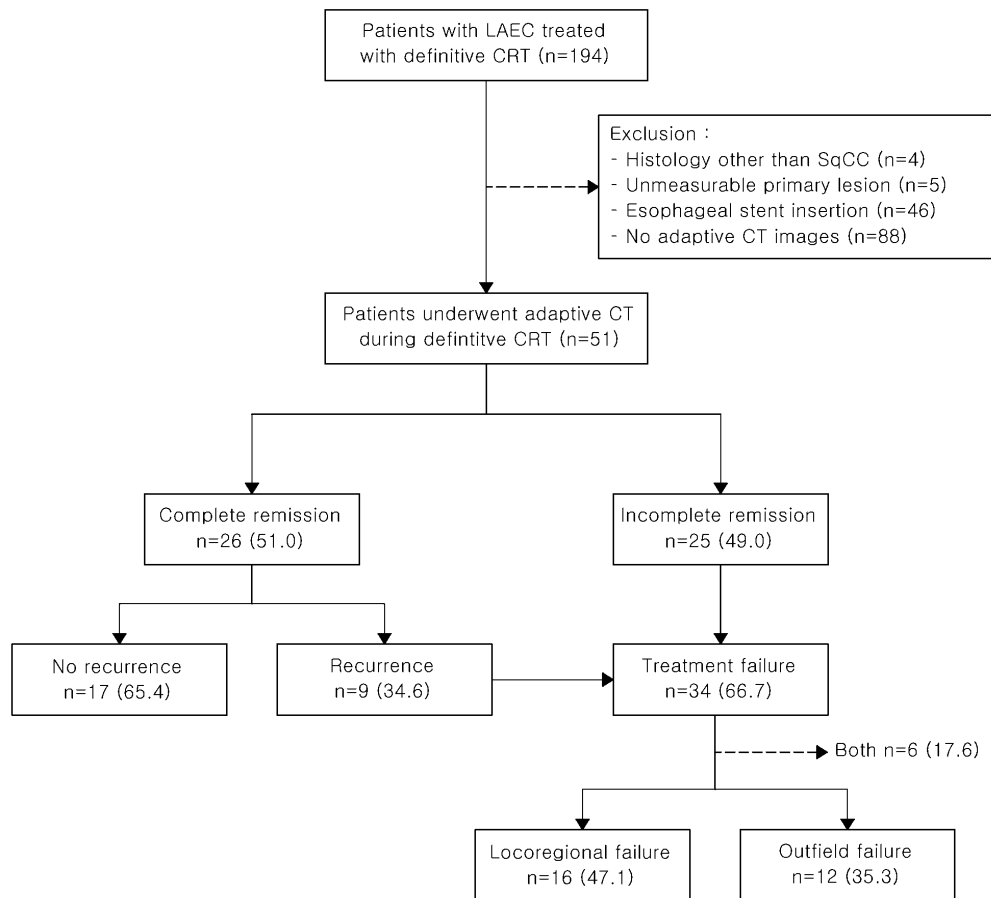 Patients with LAEC treated
with definitive CRT (n=194)
Exclusion :
- Histology other than SqCC (n=4)
- Unmeasurable primary lesion (n=5)
- Esophageal stent insertion (n=46)
- No adaptive CT images (n=88)
Patients underwent adaptive CT
during defintitve CRT (n=51)
Complete remission
n=26 (51.0)
Incomplete remission
n=25 (49.0)
No recurrence
n=17 (65.4)
Recurrence
n=9 (34.6)
Treatment failure
n=34 (66.7)
Both n=6 (17.6)
Locoregional failure
n=16 (47.1)
Outfield failure
n=12 (35.3)